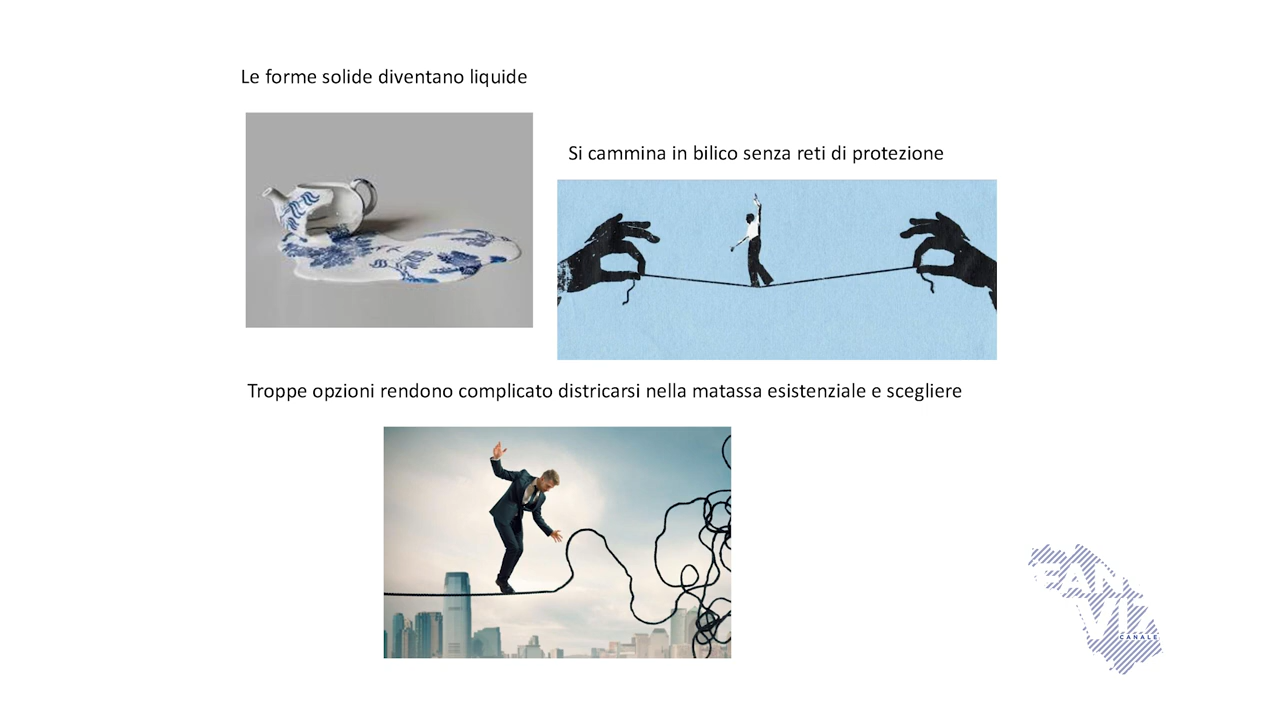 Le forme solide diventano liquide
Si cammina in bilico senza reti di protezione
Troppe opzioni rendono complicato districarsi nella matassa esistenziale e scegliere
CANALE